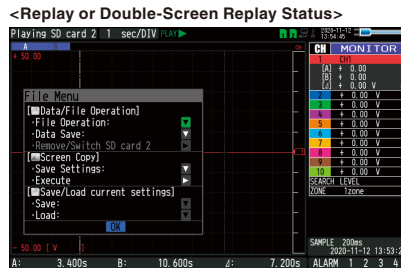 <Replay or Double-Screen Replay Status>
Playing SD card 2 1 sec/DIV PLAY
2020-11-12
13:54:45
A
+ 50.00
CH
CH MONITOR
1 CH1
[A] + 0.00
[B] + 0.00
[⊿] + 0.00 V
2 + 0.00 V
3 + 0.00 V
4 + 0.00 V
5 + 0.00 V
6 + 0.00 V
7 + 0.00 V
8 + 0.00 V
9 + 0.00 V
10 + 0.00 V
SEARCH LEVEL
ZONE 1zone
File Menu
[Data/File Operation]
・File Operation:
・Data Save:
・Remove/Switch SD card 2
[Screen Copy]
・Save Settings:
・Execute
[Save/Load current settings]
・Save:
・Load:
OK
- 50.00 [ V ]
SAMPLE 200ms
2020-11-12 13:53:2
A: 3.400s B: 10.600s ⊿: 7.200s ALARM 1 2 3 4